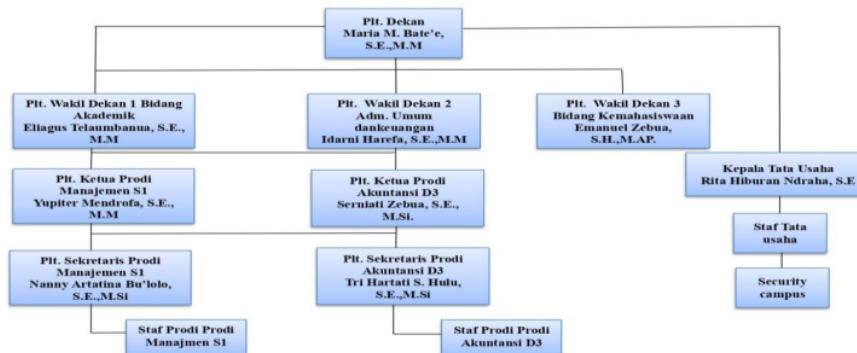 Plt. Dekan
Maria M. Bate'e,
S.E.,M.M
Plt. Wakil Dekan 1 Bidang
Akademik
Eliagus Telaumbanua, S.E.,
M.M
Plt. Wakil Dekan 2
Adm. Umum
dankeuangan
Idarni Harefa, S.E.,M.M
Plt. Wakil Dekan 3
Bidang Kemahasiswaan
Emanuel Zebua,
S.H.,M.AP.
Kepala Tata Usaha
Rita Hiburan Ndraha, S.E
Plt. Ketua Prodi
Manajemen S1
Yupiter Mendrofa, S.E.,
M.M
Plt. Ketua Prodi
Akuntansi D3
Serniati Zebua, S.E.,
M.Si.
Staf Tata
usaha
Plt. Sekretaris Prodi
Manajemen S1
Nanny Artatina Bu'lolo,
S.E.,M.Si
Plt. Sekretaris Prodi
Akuntansi D3
Tri Hartati S. Hulu,
S.E.,M.Si
Security
campus
Staf Prodi Prodi
Manajmen S1
Staf Prodi Prodi
Akuntansi D3